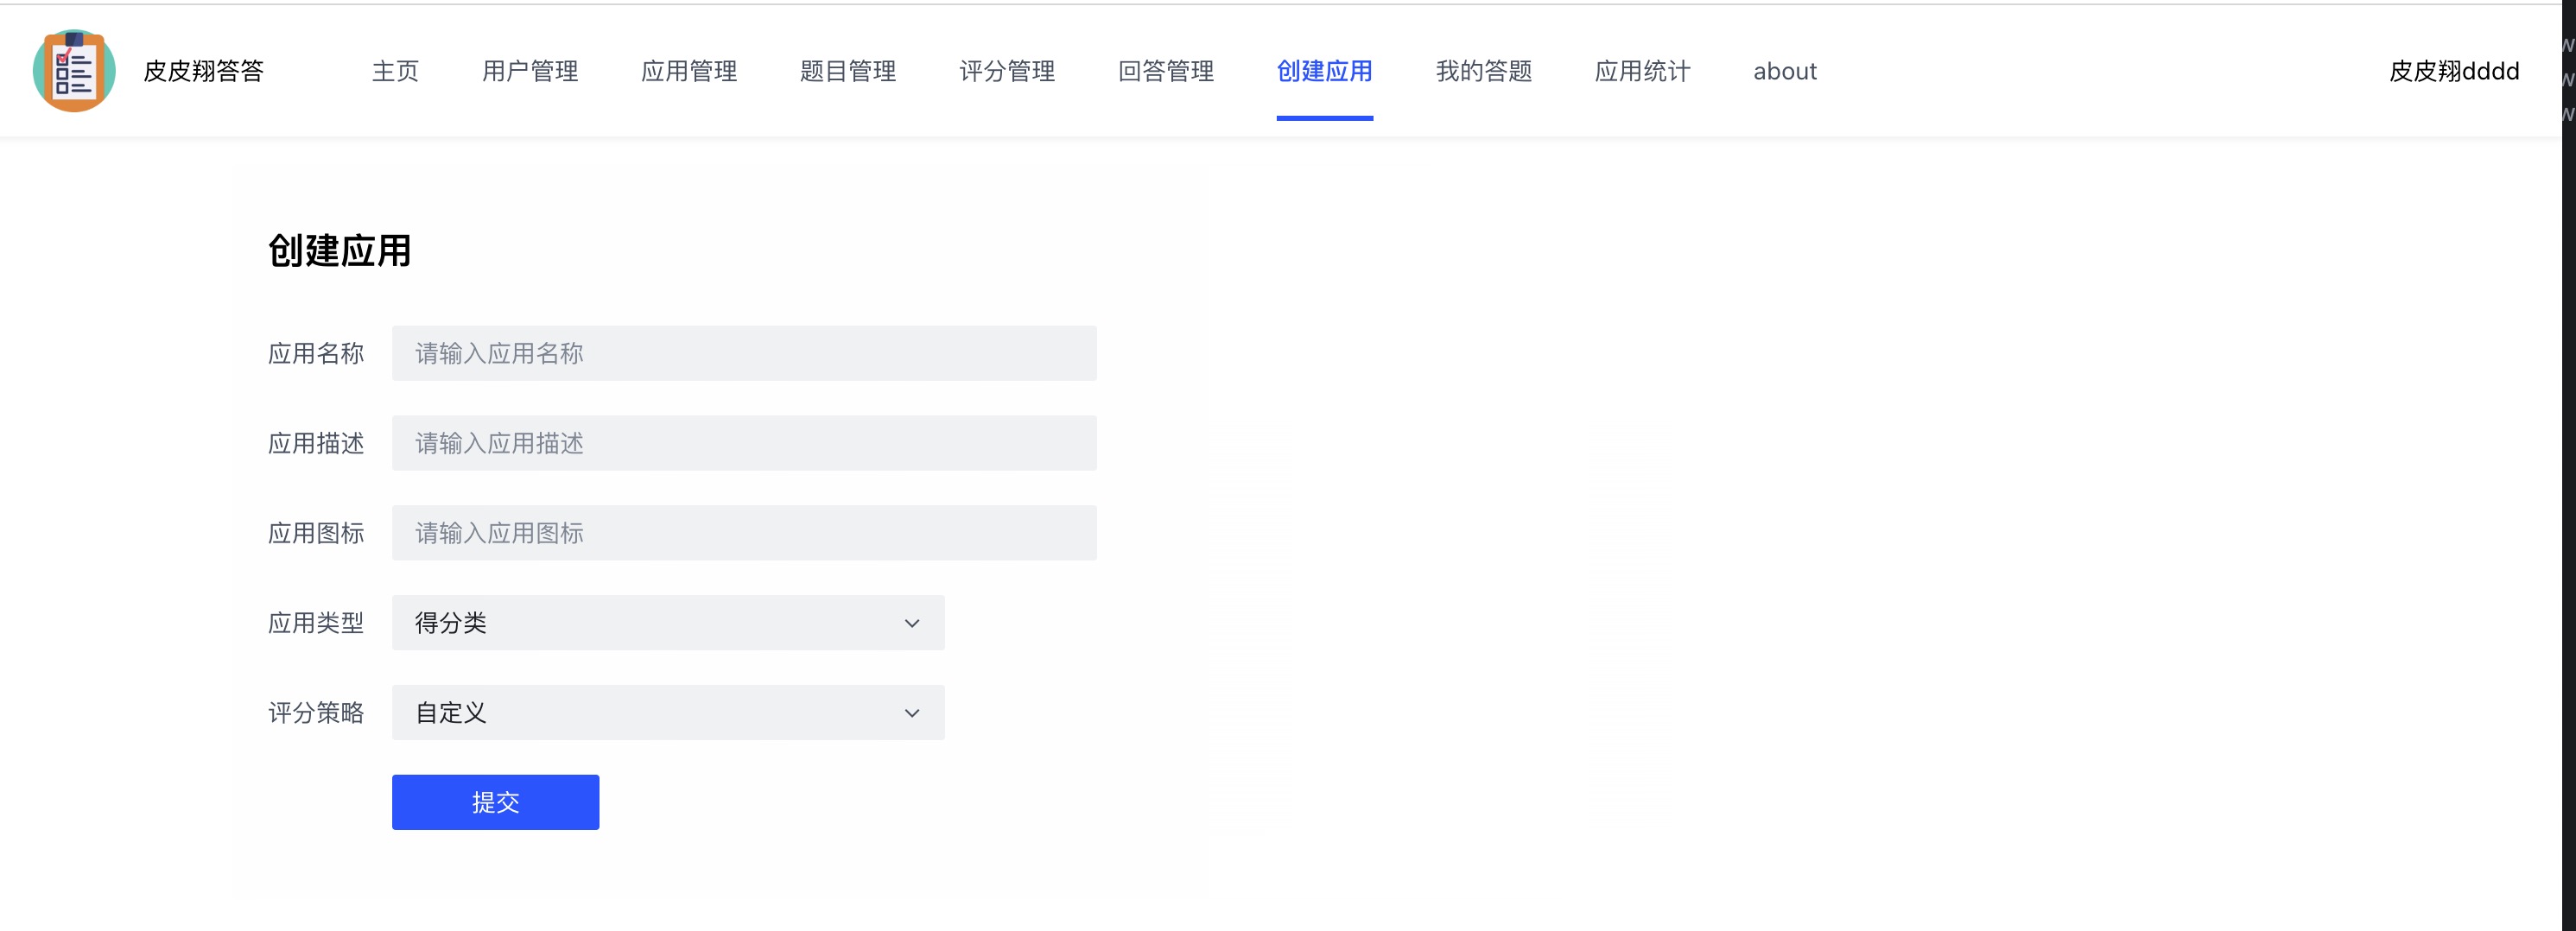 皮皮翔答答 主页 用户管理 应用管理 题目管理 评分管理 回答管理 创建应用 我的答题 应用统计 about 皮皮翔dddd
w
w
w
创建应用
应用名称 请输入应用名称
应用描述 请输入应用描述
应用图标 请输入应用图标
应用类型 得分类
评分策略 自定义
提交